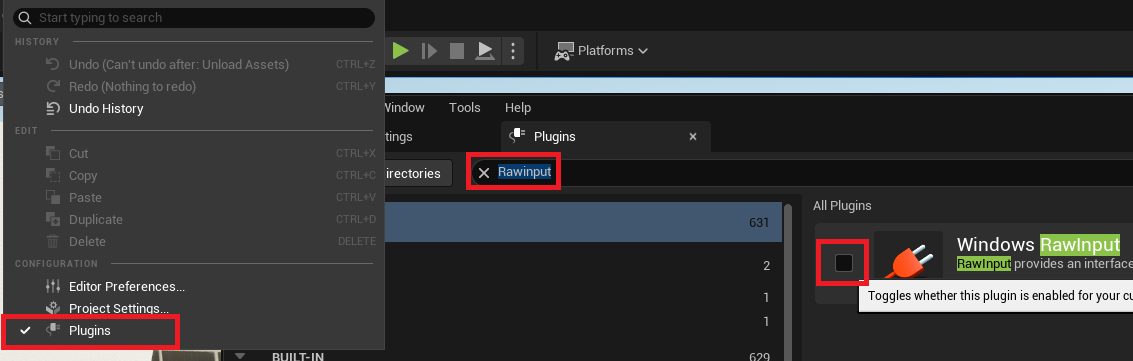 Start typing to search
HISTORY
Undo (Can't undo after: Unload Assets) CTRL+Z
Redo (Nothing to redo) CTRL+Y
Undo History
EDIT
Cut CTRL+X
Copy CTRL+C
Paste CTRL+V
Duplicate CTRL+D
Delete DELETE
CONFIGURATION
Editor Preferences...
Project Settings...
Plugins
Platforms
Window Tools Help
tings
Plugins
irectories
Rawinput
631
2
1
1
BUILT-IN 629
All Plugins
Windows RawInput
RawInput provides an interface
Toggles whether this plugin is enabled for your cu